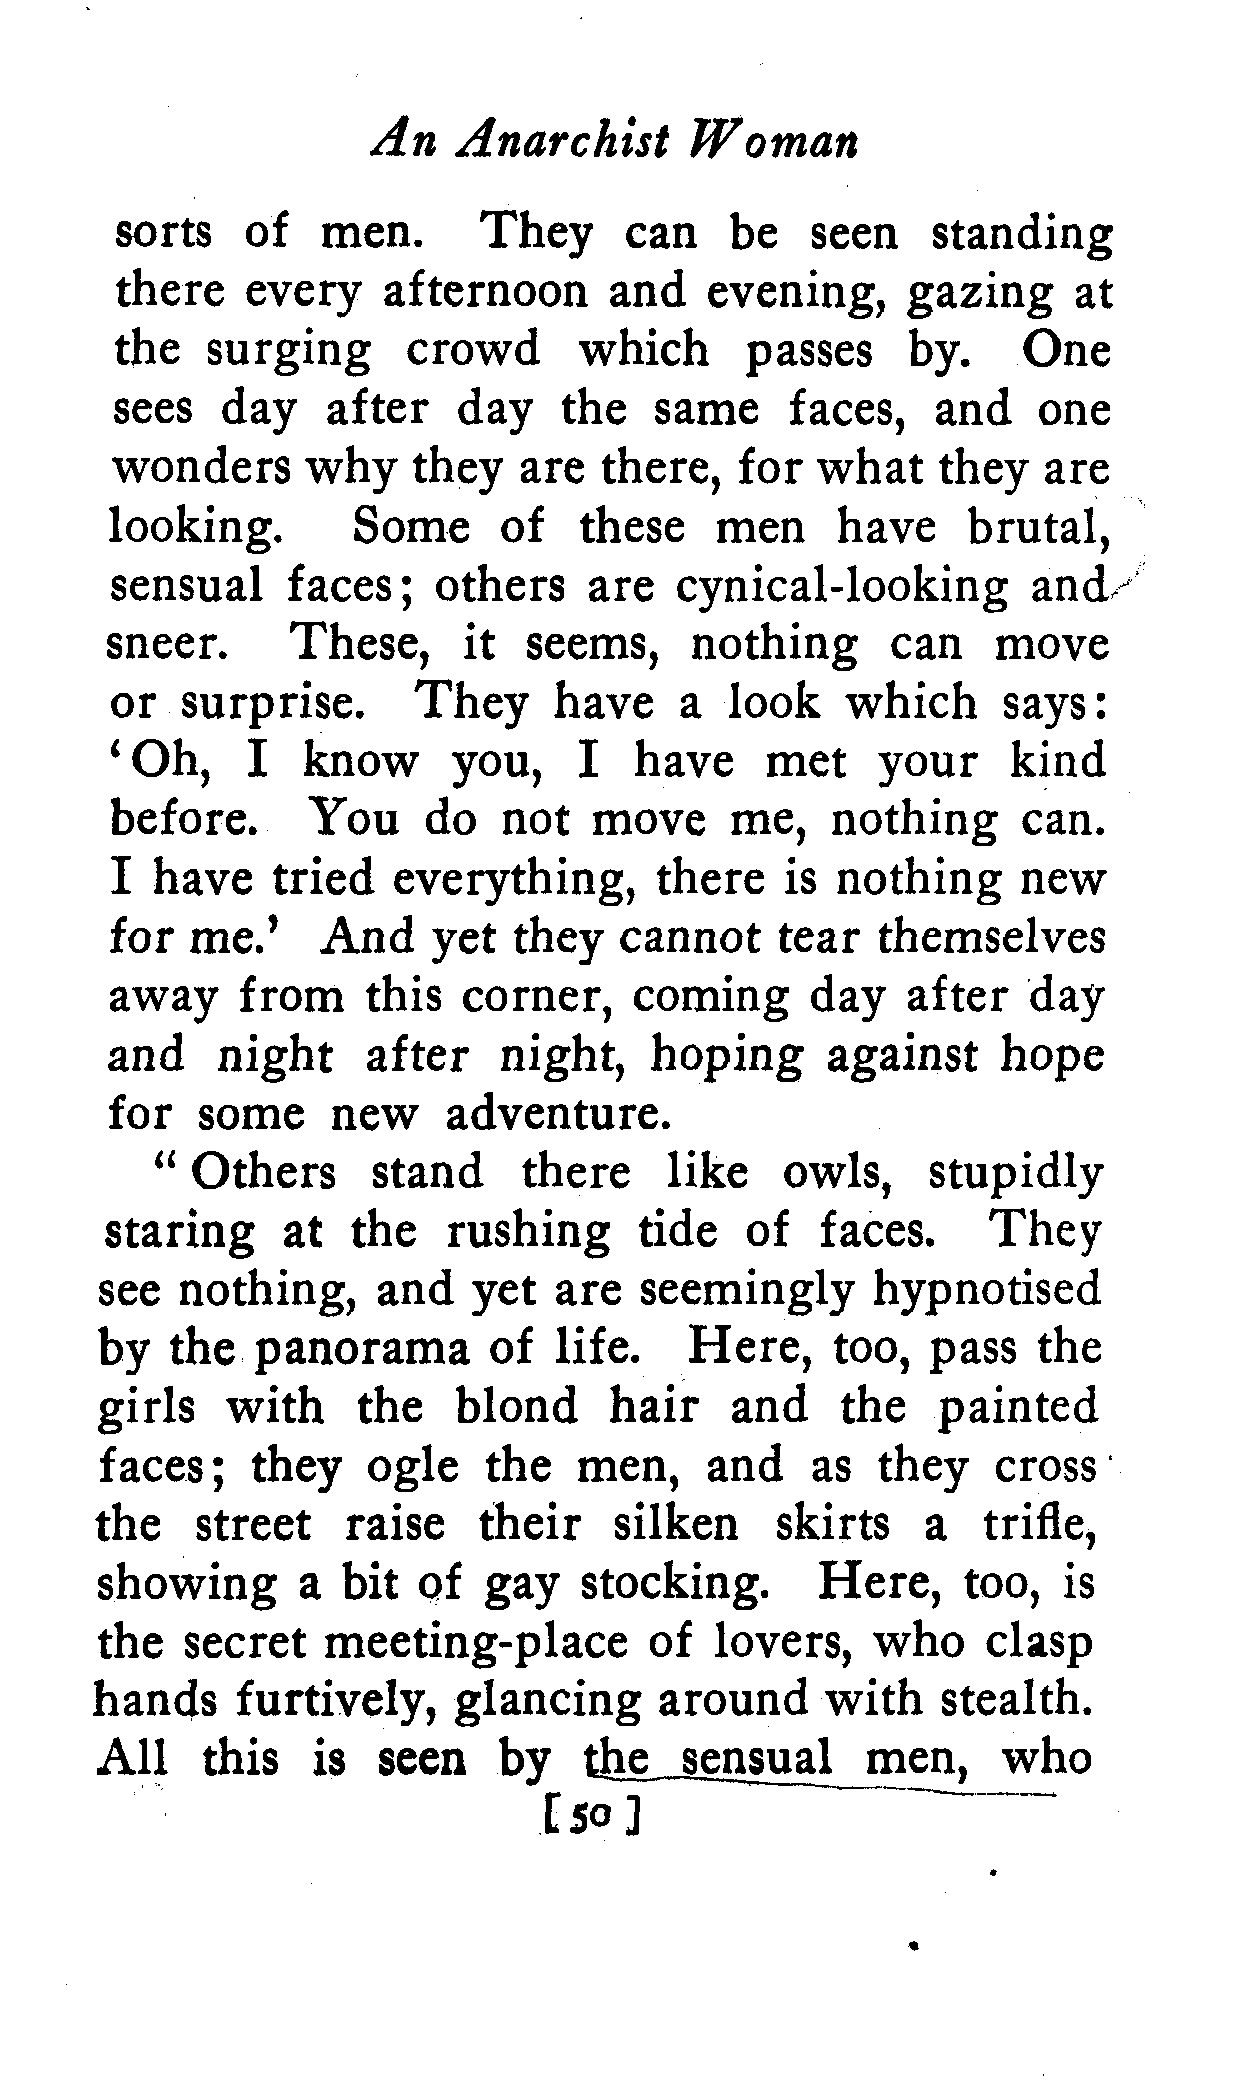 An Anarchist Woman
sorts of men. They can be seen standing
there every afternoon and evening, gazing at
the surging crowd which passes by. One
sees day after day the same faces, and one
wonders why they are there, for what they are
looking. Some of these men have brutal,
sensual faces; others are cynical-looking and
sneer. These, it seems, nothing can move
or surprise. They have a look which says:
‘Oh, I know you, I have met your kind
before. You do not move me, nothing can.
I have tried everything, there is nothing new
for me.’ And yet they cannot tear themselves
away from this corner, coming day after day
and night after night, hoping against hope
for some new adventure.
“Others stand there like owls, stupidly
staring at the rushing tide of faces. They
see nothing, and yet are seemingly hypnotised
by the panorama of life. Here, too, pass the
girls with the blond hair and the painted
faces; they ogle the men, and as they cross
the street raise their silken skirts a trifle,
showing a bit of gay stocking. Here, too, is
the secret meeting-place of lovers, who clasp
hands furtively, glancing around with stealth.
All this is seen by the sensual men, who
[50]